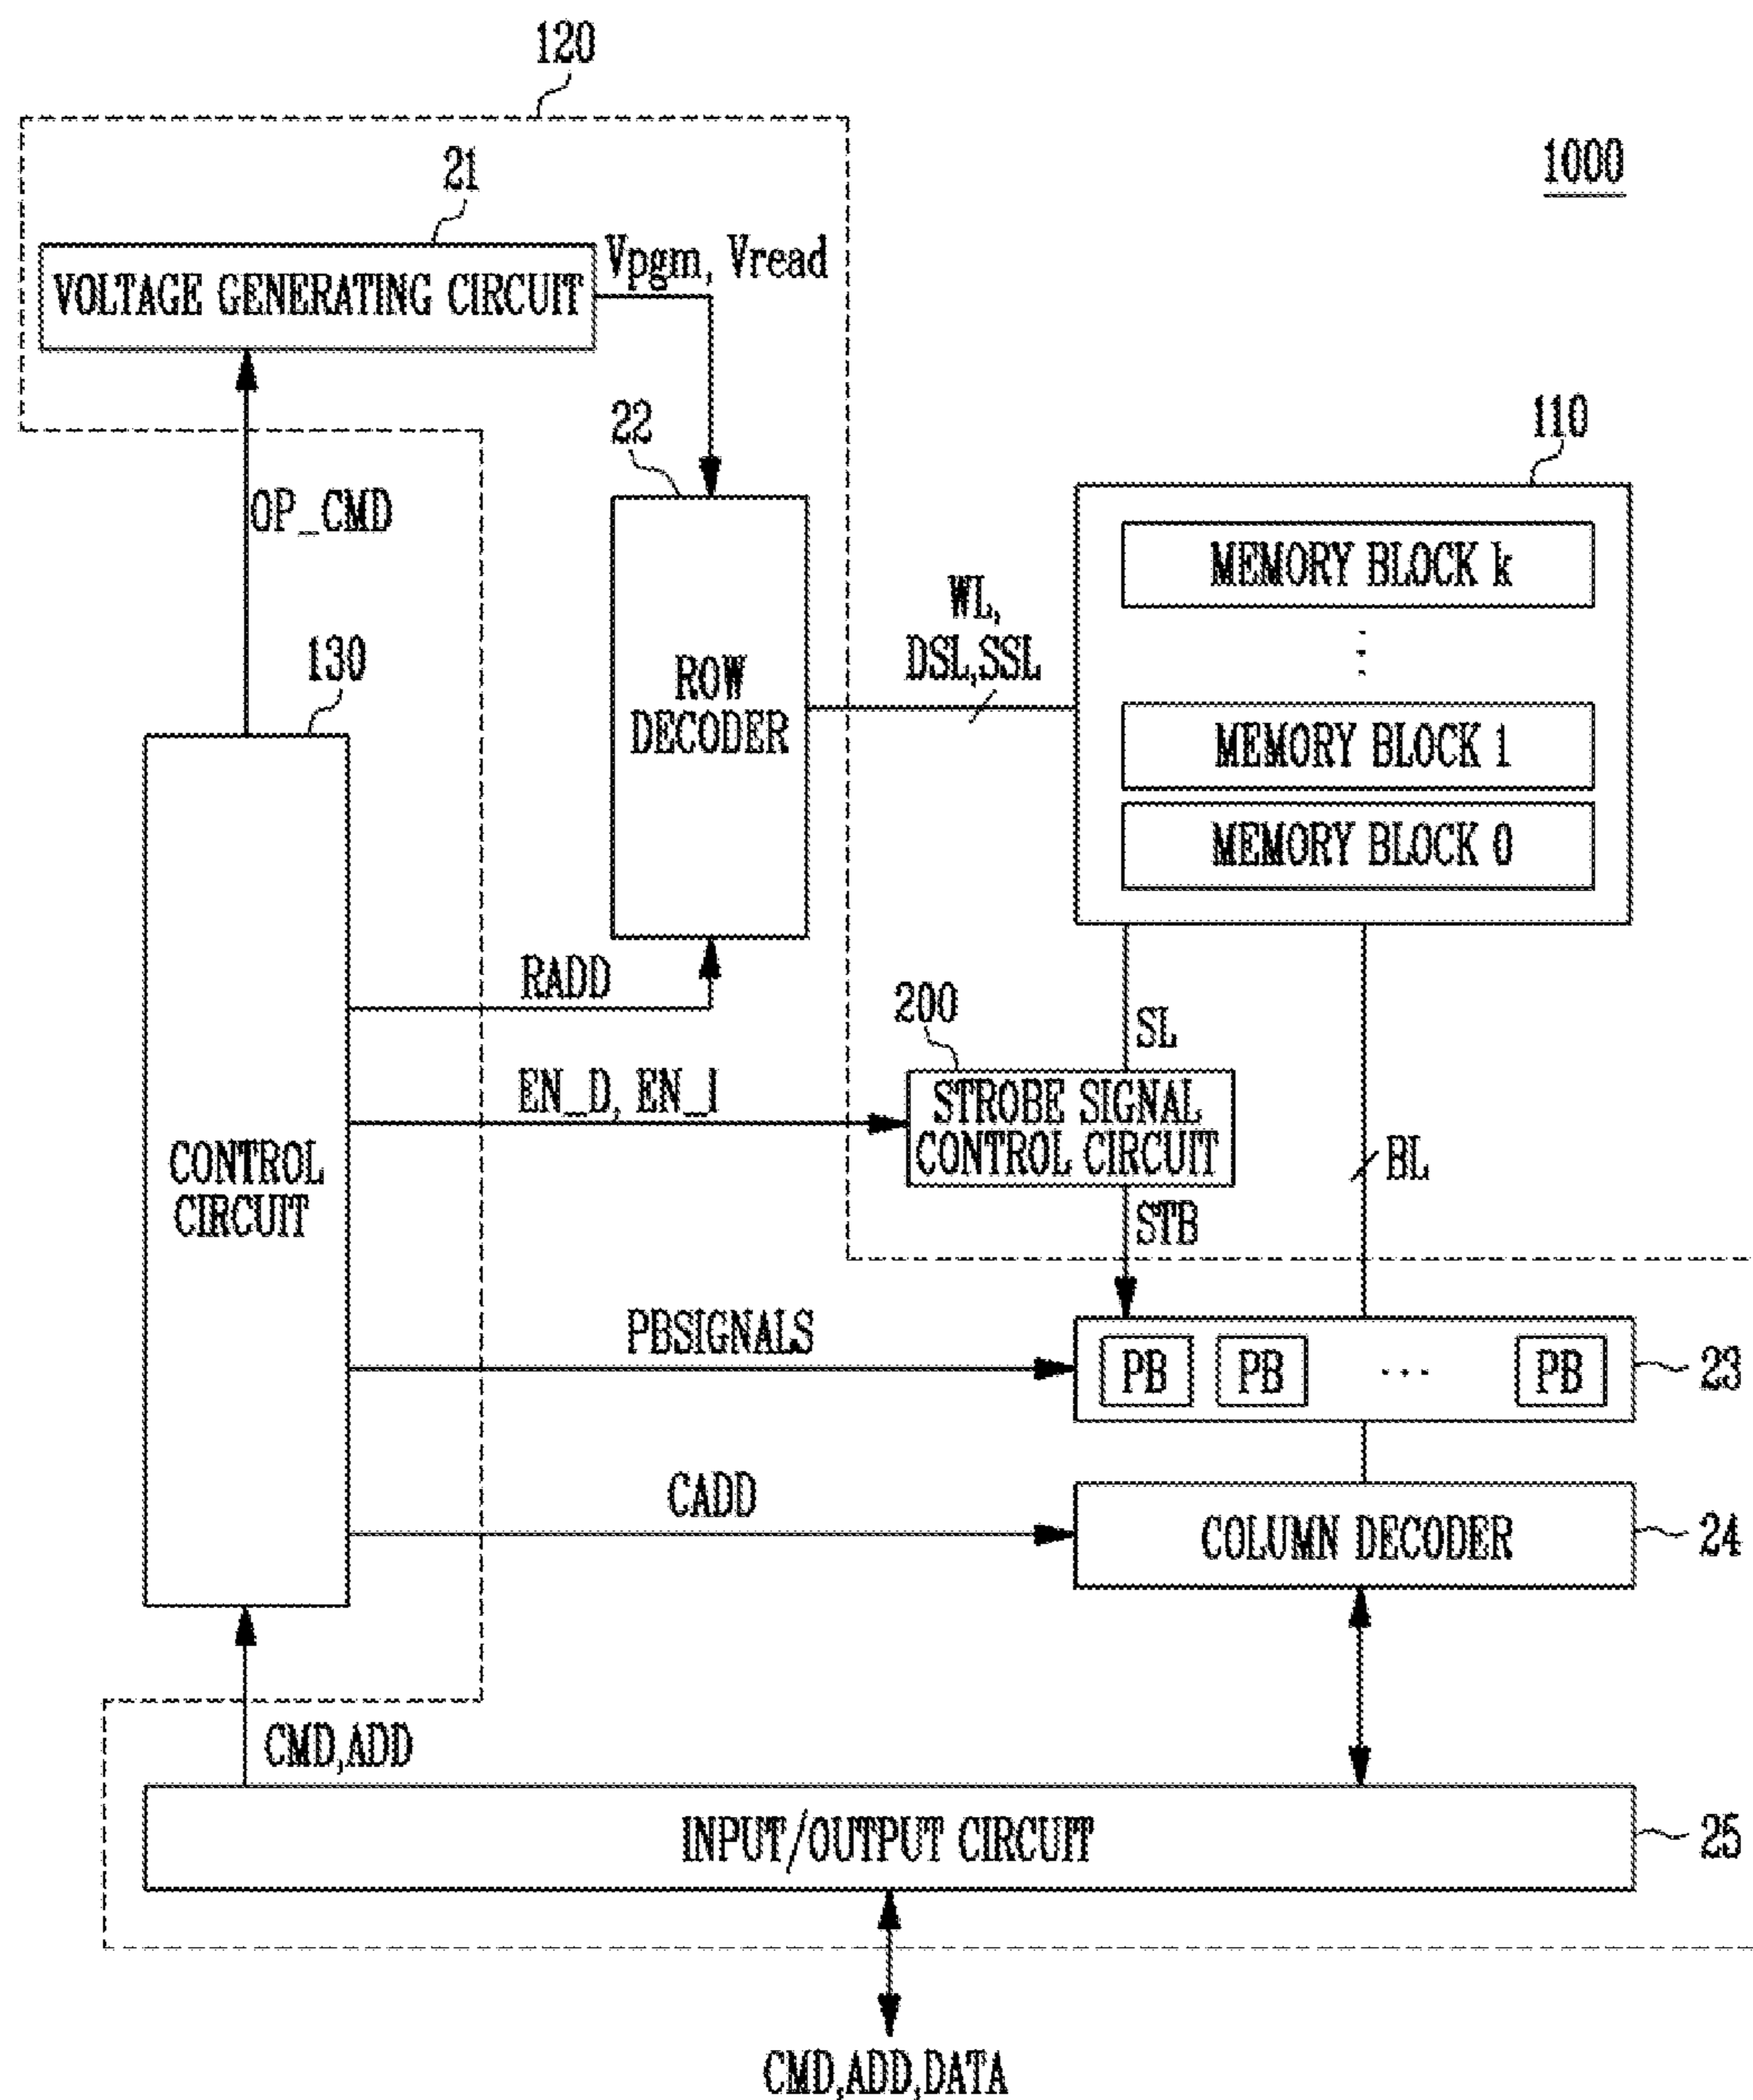 120
1000
21
VOLTAGE GENERATING CIRCUIT
Vpgm, Vread
22
110
OP_CMD
MEMORY BLOCK k
WL,
DSL,SSL
130
ROW
DECODER
MEMORY BLOCK 1
MEMORY BLOCK 0
RADD
200
SL
EN_D, EN_I
STROBE SIGNAL
CONTROL CIRCUIT
CONTROL
CIRCUIT
BL
STB
PBSIGNALS
PB PB ... PB
23
CADD
COLUMN DECODER
24
CMD,ADD
INPUT/OUTPUT CIRCUIT
25
CMD,ADD,DATA